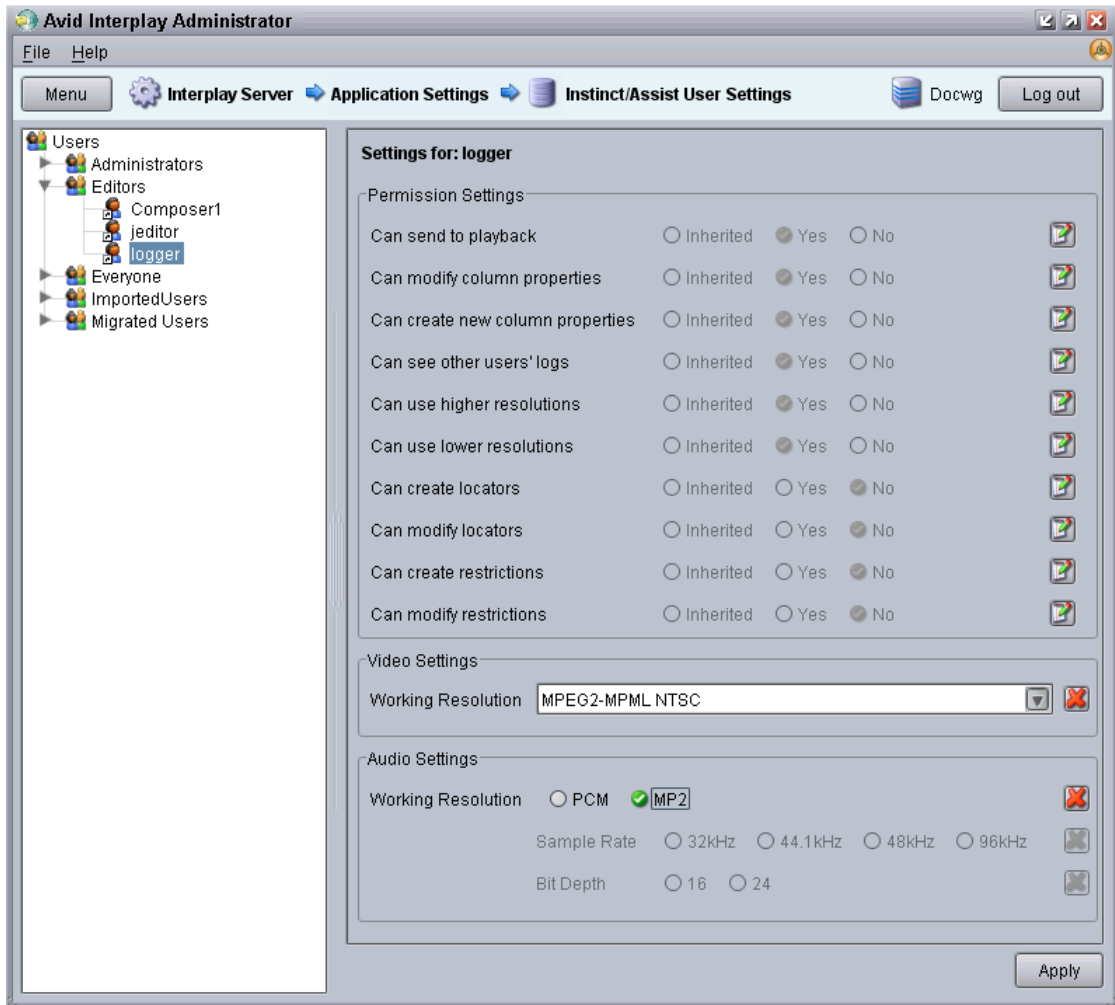 Avid Interplay Administrator
File Help
Menu Interplay Server Application Settings Instinct/Assist User Settings Docwg Log out
Users
Administrators
Editors
Composer1
jeditor
logger
Everyone
ImportedUsers
Migrated Users
Settings for: logger
Permission Settings
Can send to playback Inherited Yes No
Can modify column properties Inherited Yes No
Can create new column properties Inherited Yes No
Can see other users' logs Inherited Yes No
Can use higher resolutions Inherited Yes No
Can use lower resolutions Inherited Yes No
Can create locators Inherited Yes No
Can modify locators Inherited Yes No
Can create restrictions Inherited Yes No
Can modify restrictions Inherited Yes No
Video Settings
Working Resolution MPEG2-MPML NTSC
Audio Settings
Working Resolution PCM MP2
Sample Rate 32kHz 44.1kHz 48kHz 96kHz
Bit Depth 16 24
Apply